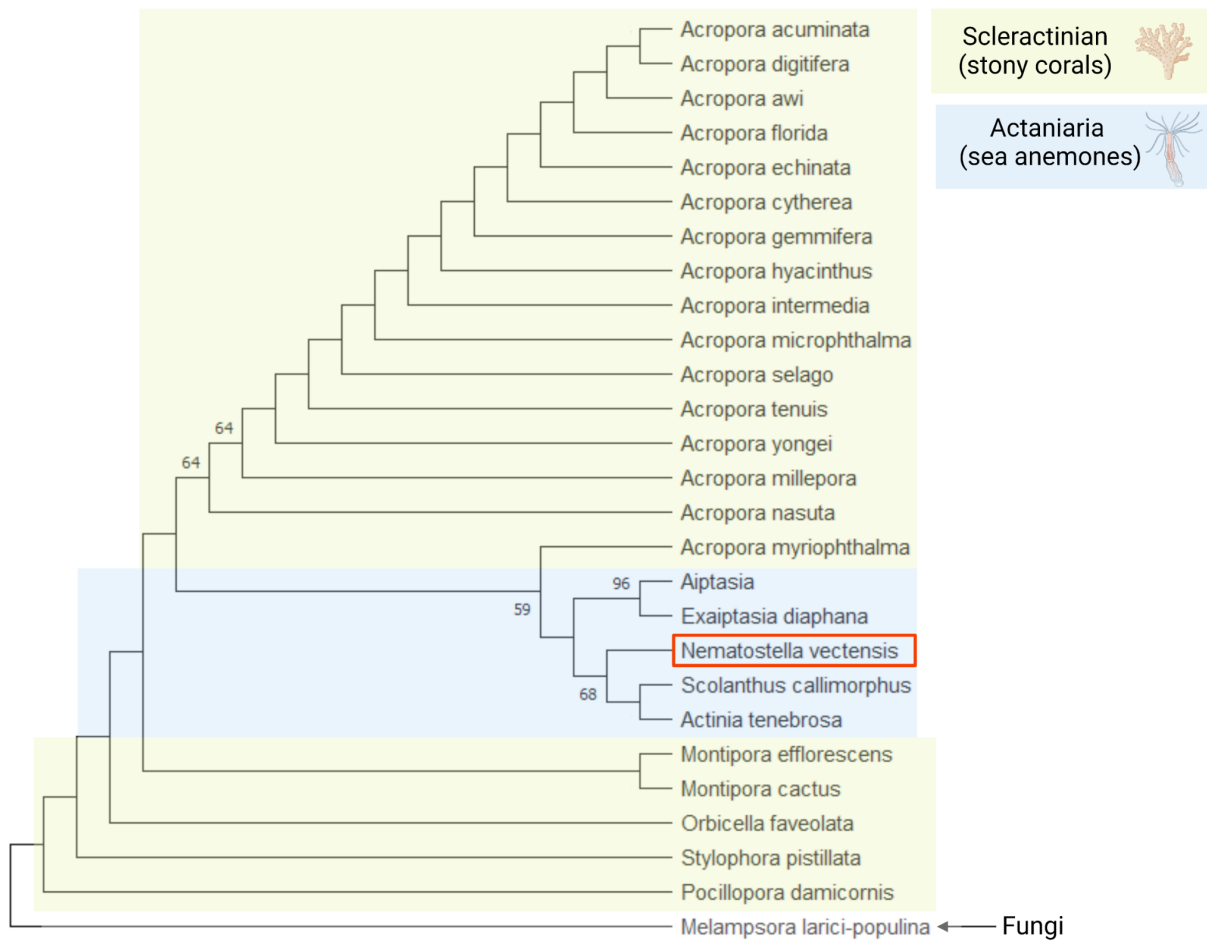 Acropora acuminata
Acropora digitifera
Acropora awi
Acropora florida
Acropora echinata
Acropora cytherea
Acropora gemmifera
Acropora hyacinthus
Acropora intermedia
Acropora microphthalma
Acropora selago
Acropora tenuis
Acropora yongei
Acropora millepora
Acropora nasuta
Acropora myriophthalma
Aiptasia
Exaiptasia diaphana
Nematostella vectensis
Scolanthus callimorphus
Actinia tenebrosa
Montipora efflorescens
Montipora cactus
Orbicella faveolata
Stylophora pistillata
Pocillopora damicornis
Melampsora larici-populina
Fungi
64
64
59
96
68
Scleractinian
(stony corals)
Actaniaria
(sea anemones)